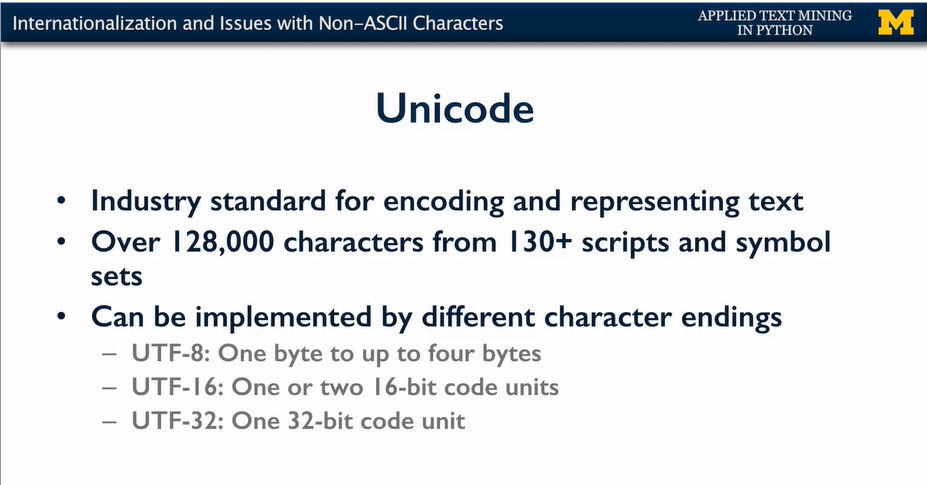 Internationalization and Issues with Non-ASCII Characters
APPLIED TEXT MINING
IN PYTHON
M
Unicode
• Industry standard for encoding and representing text
• Over 128,000 characters from 130+ scripts and symbol
sets
• Can be implemented by different character endings
– UTF-8: One byte to up to four bytes
– UTF-16: One or two 16-bit code units
– UTF-32: One 32-bit code unit